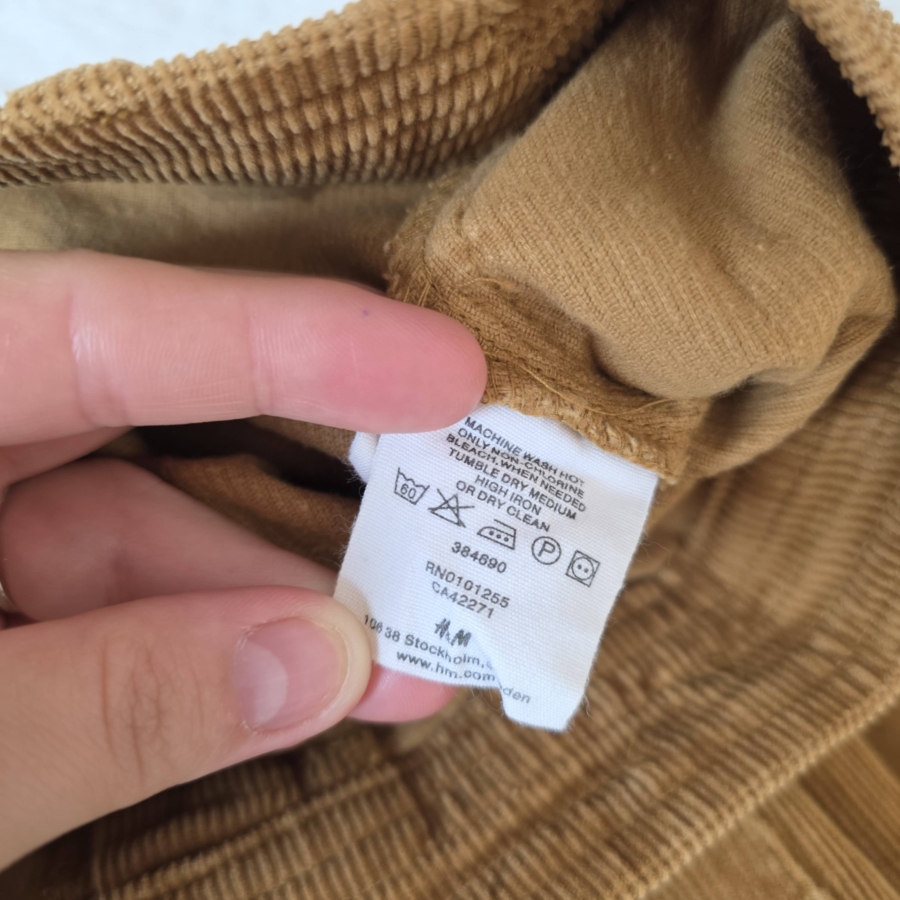 MACHINE WASH HOT
ONLY NON-CHLORINE
BLEACH, WHEN NEEDED
TUMBLE DRY MEDIUM
HIGH IRON
OR DRY CLEAN
60 P
384690
RN0101255
CA42271
H&M
106 38 Stockholm,
www.hm.com
den